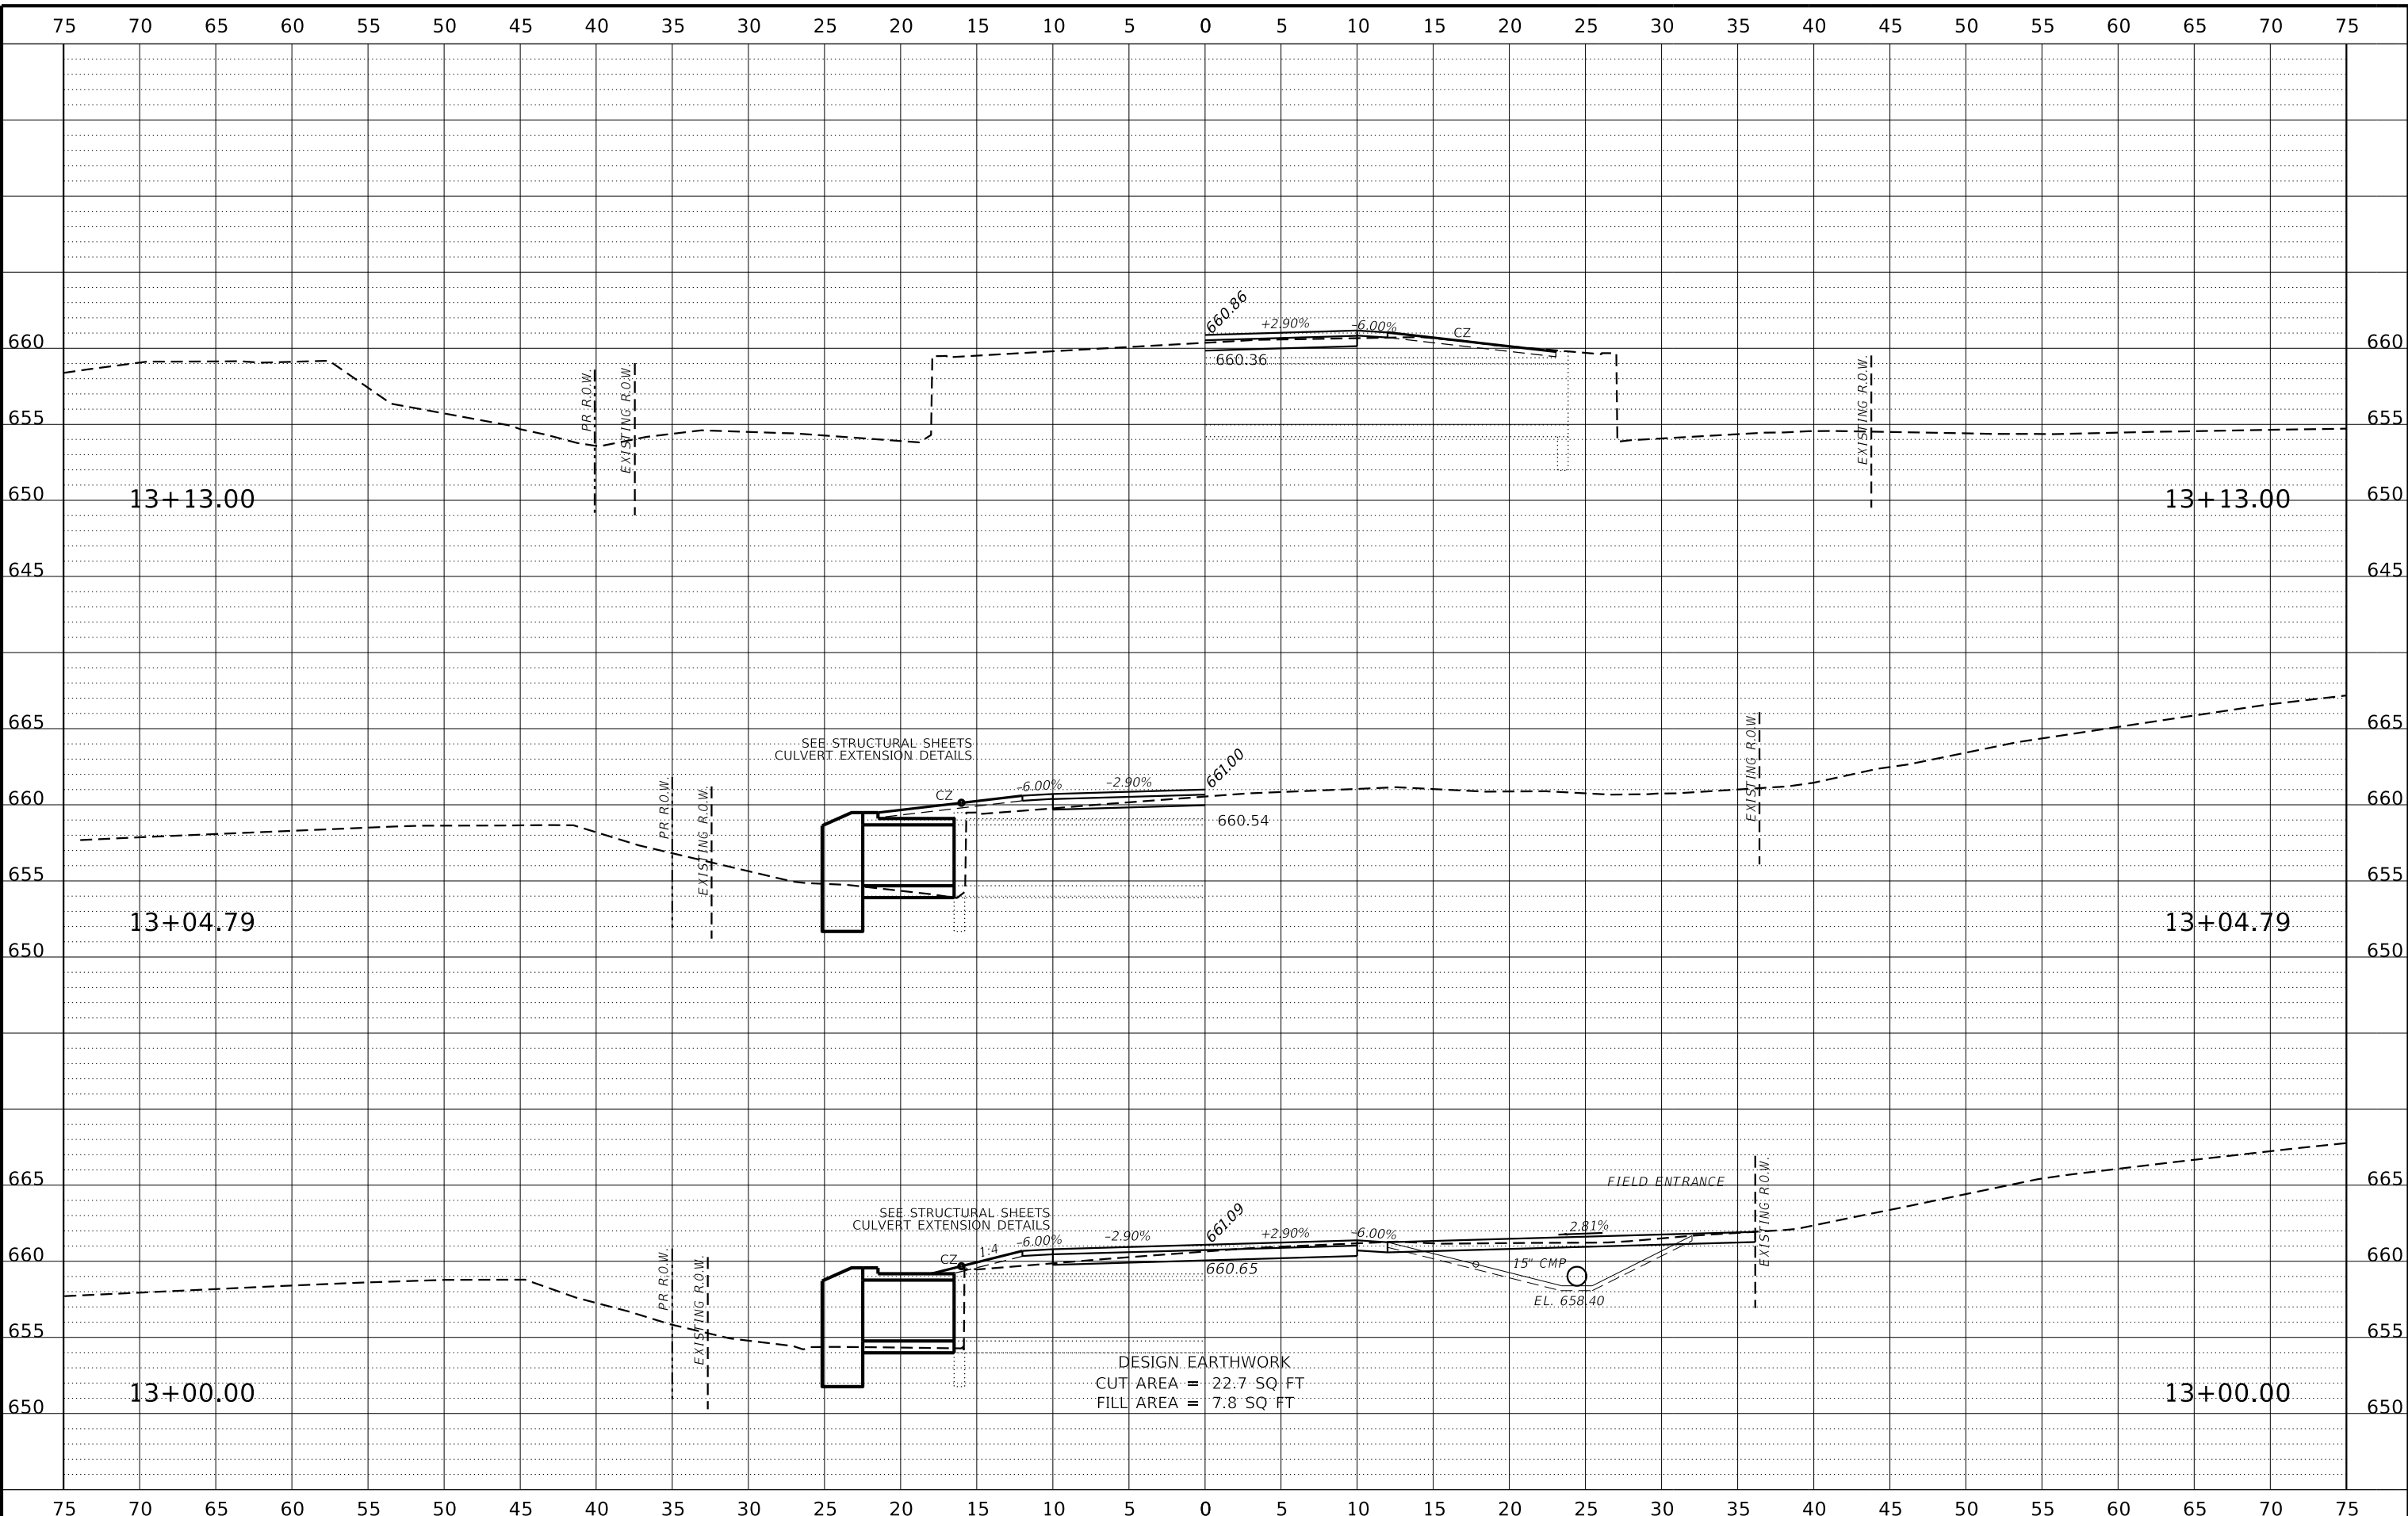 75 70 65 60 55 50 45 40 35 30 25 20 15 10 5 0 5 10 15 20 25 30 35 40 45 50 55 60 65 70 75
660.86
+2.90%
-6.00%
CZ
660 660
660.36
PR R.O.W.
EXISTING R.O.W.
EXISTING R.O.W.
655 655
650 650
13+13.00 13+13.00
645 645
665 665
SEE STRUCTURAL SHEETS
CULVERT EXTENSION DETAILS
661.00
-6.00%
-2.90%
CZ
660 660
660.54
PR R.O.W.
EXISTING R.O.W.
EXISTING R.O.W.
655 655
13+04.79 13+04.79
650 650
665 665
FIELD ENTRANCE
SEE STRUCTURAL SHEETS
CULVERT EXTENSION DETAILS
661.09
CZ
1:4
-6.00%
-2.90%
+2.90%
-6.00%
2.81%
660 660
660.65
15" CMP
EL. 658.40
PR R.O.W.
EXISTING R.O.W.
EXISTING R.O.W.
655 655
DESIGN EARTHWORK
CUT AREA = 22.7 SQ FT
FILL AREA = 7.8 SQ FT
13+00.00 13+00.00
650 650
75 70 65 60 55 50 45 40 35 30 25 20 15 10 5 0 5 10 15 20 25 30 35 40 45 50 55 60 65 70 75